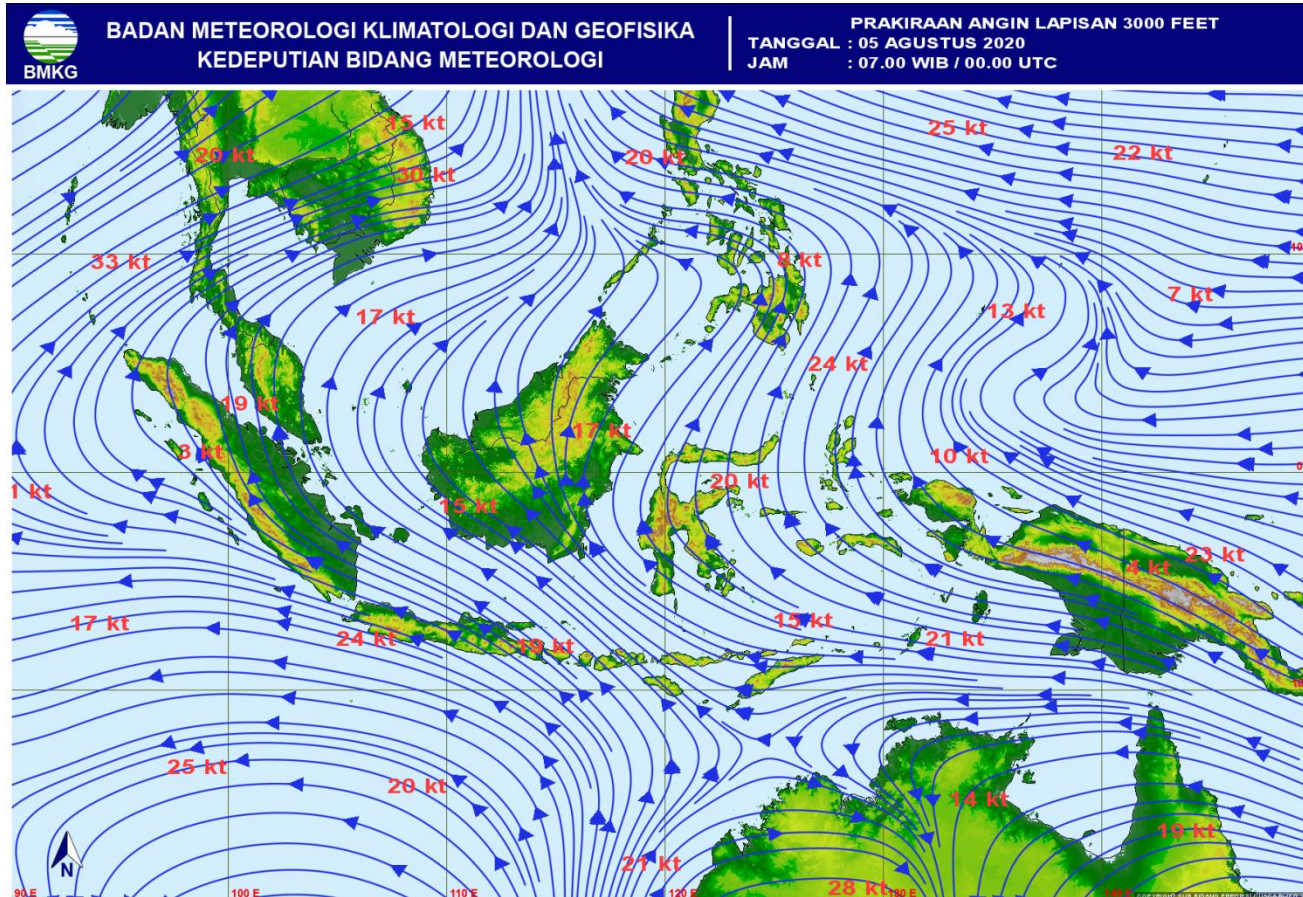 BMKG
BADAN METEOROLOGI KLIMATOLOGI DAN GEOFISIKA
KEDEPUTIAN BIDANG METEOROLOGI
PRAKIRAAN ANGIN LAPISAN 3000 FEET
TANGGAL : 05 AGUSTUS 2020
JAM : 07.00 WIB / 00.00 UTC
15 kt
25 kt
20 kt
20 kt
22 kt
30 kt
33 kt
8 kt
10
7 kt
17 kt
13 kt
24 kt
19 kt
3 kt
17 kt
10 kt
0
1 kt
15 kt
20 kt
23 kt
4 kt
17 kt
24 kt
19 kt
15 kt
21 kt
10
25 kt
20 kt
14 kt
19 kt
21 kt
28 kt
N
90 E
100 E
110 E
120 E
130 E
140 E